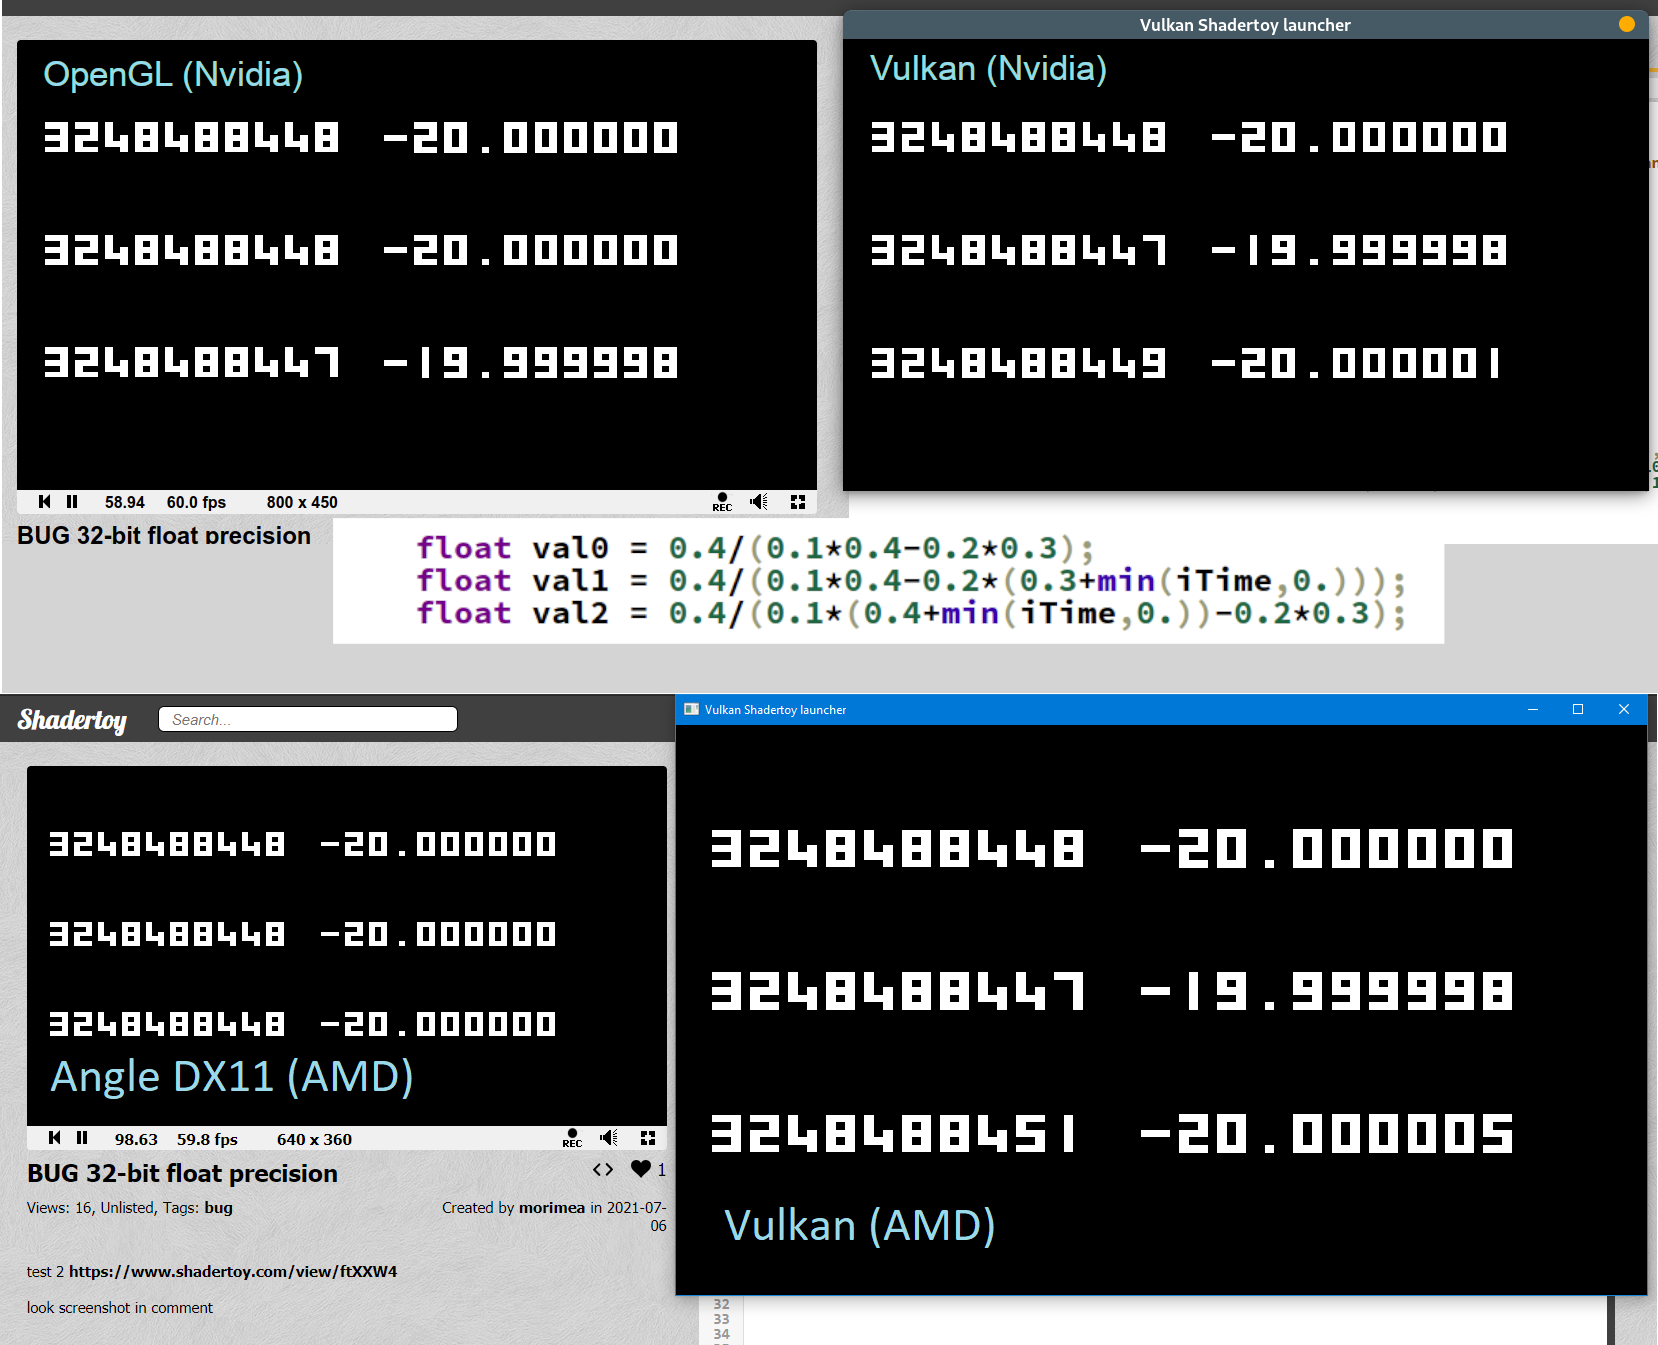 Vulkan Shadertoy launcher
OpenGL (Nvidia)
3248488448 -20.000000
3248488448 -20.000000
3248488447 -19.999998
58.94 60.0 fps 800 x 450
REC
BUG 32-bit float precision
Vulkan (Nvidia)
3248488448 -20.000000
3248488447 -19.999998
3248488449 -20.000001
float val0 = 0.4/(0.1*0.4-0.2*0.3);
float val1 = 0.4/(0.1*0.4-0.2*(0.3+min(iTime,0.)));
float val2 = 0.4/(0.1*(0.4+min(iTime,0.))-0.2*0.3);
Shadertoy
Search...
3248488448 -20.000000
3248488448 -20.000000
3248488448 -20.000000
Angle DX11 (AMD)
98.63 59.8 fps 640 x 360
REC
BUG 32-bit float precision
1
Views: 16, Unlisted, Tags: bug
Created by morimea in 2021-07-
06
test 2 https://www.shadertoy.com/view/ftXXW4
look screenshot in comment
Vulkan Shadertoy launcher
3248488448 -20.000000
3248488447 -19.999998
3248488451 -20.000005
Vulkan (AMD)
32
33
34